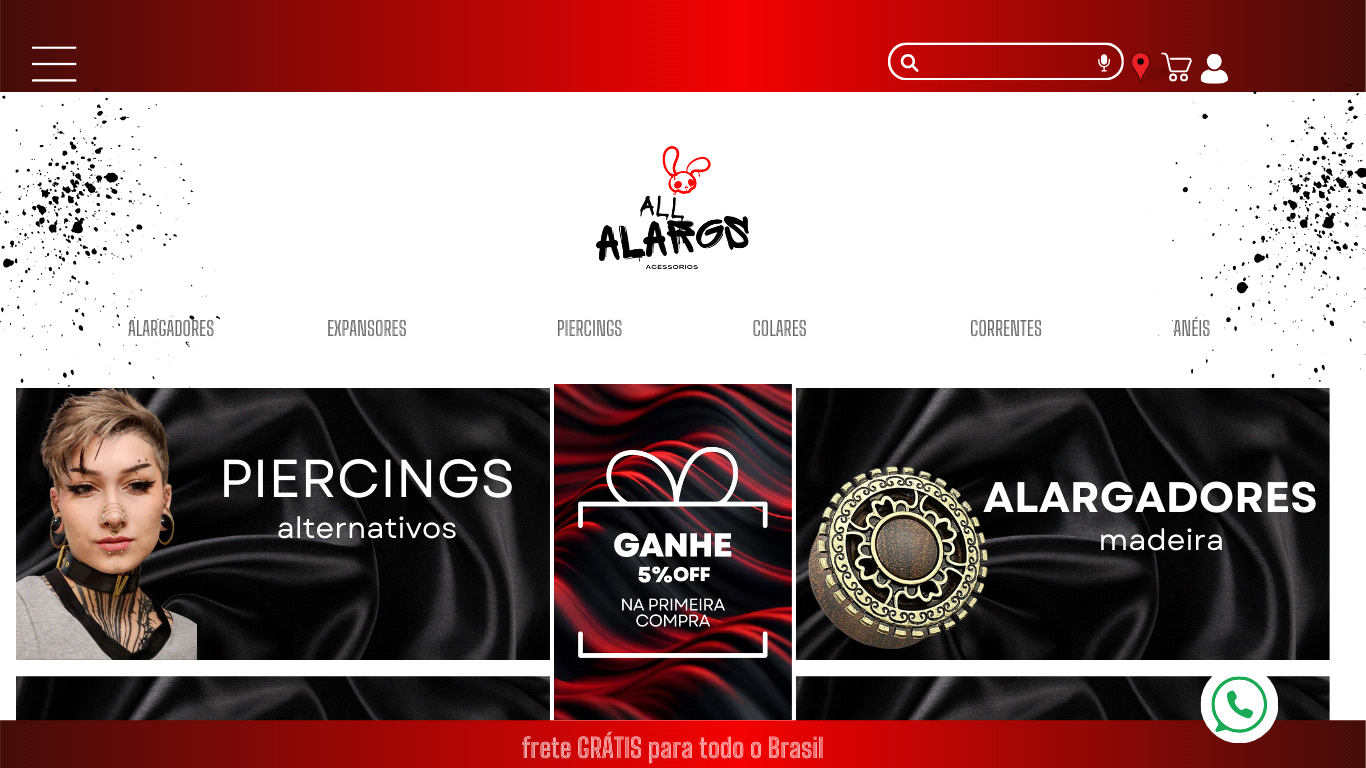 ALL
ALARGS
ACESSORIOS
ALARGADORES
EXPANSORES
PIERCINGS
COLARES
CORRENTES
ANÉIS
PIERCINGS
alternativos
GANHE
5%OFF
NA PRIMEIRA
COMPRA
ALARGADORES
madeira
frete GRÁTIS para todo o Brasil